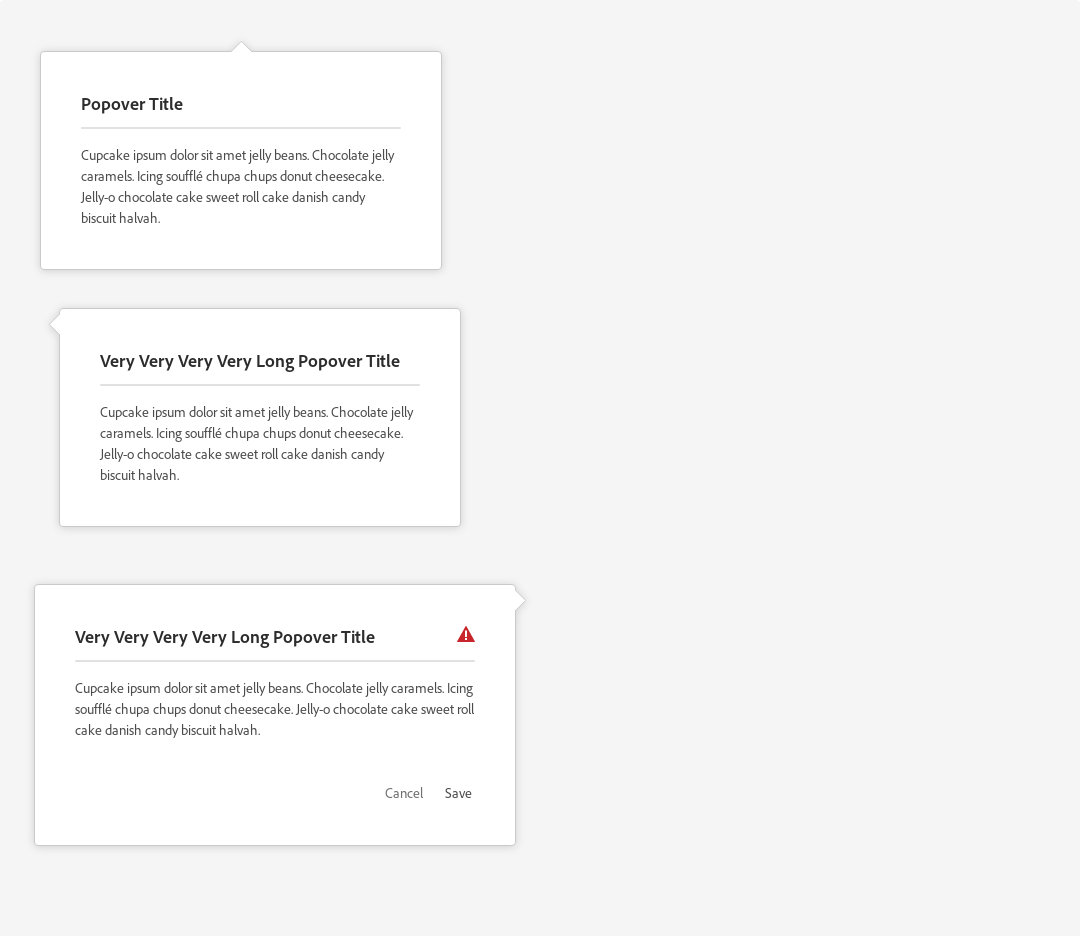 Popover Title
Cupcake ipsum dolor sit amet jelly beans. Chocolate jelly
caramels. Icing soufflé chupa chups donut cheesecake.
Jelly-o chocolate cake sweet roll cake danish candy
biscuit halvah.
Very Very Very Very Long Popover Title
Cupcake ipsum dolor sit amet jelly beans. Chocolate jelly
caramels. Icing soufflé chupa chups donut cheesecake.
Jelly-o chocolate cake sweet roll cake danish candy
biscuit halvah.
Very Very Very Very Long Popover Title
Cupcake ipsum dolor sit amet jelly beans. Chocolate jelly caramels. Icing
soufflé chupa chups donut cheesecake. Jelly-o chocolate cake sweet roll
cake danish candy biscuit halvah.
Cancel Save